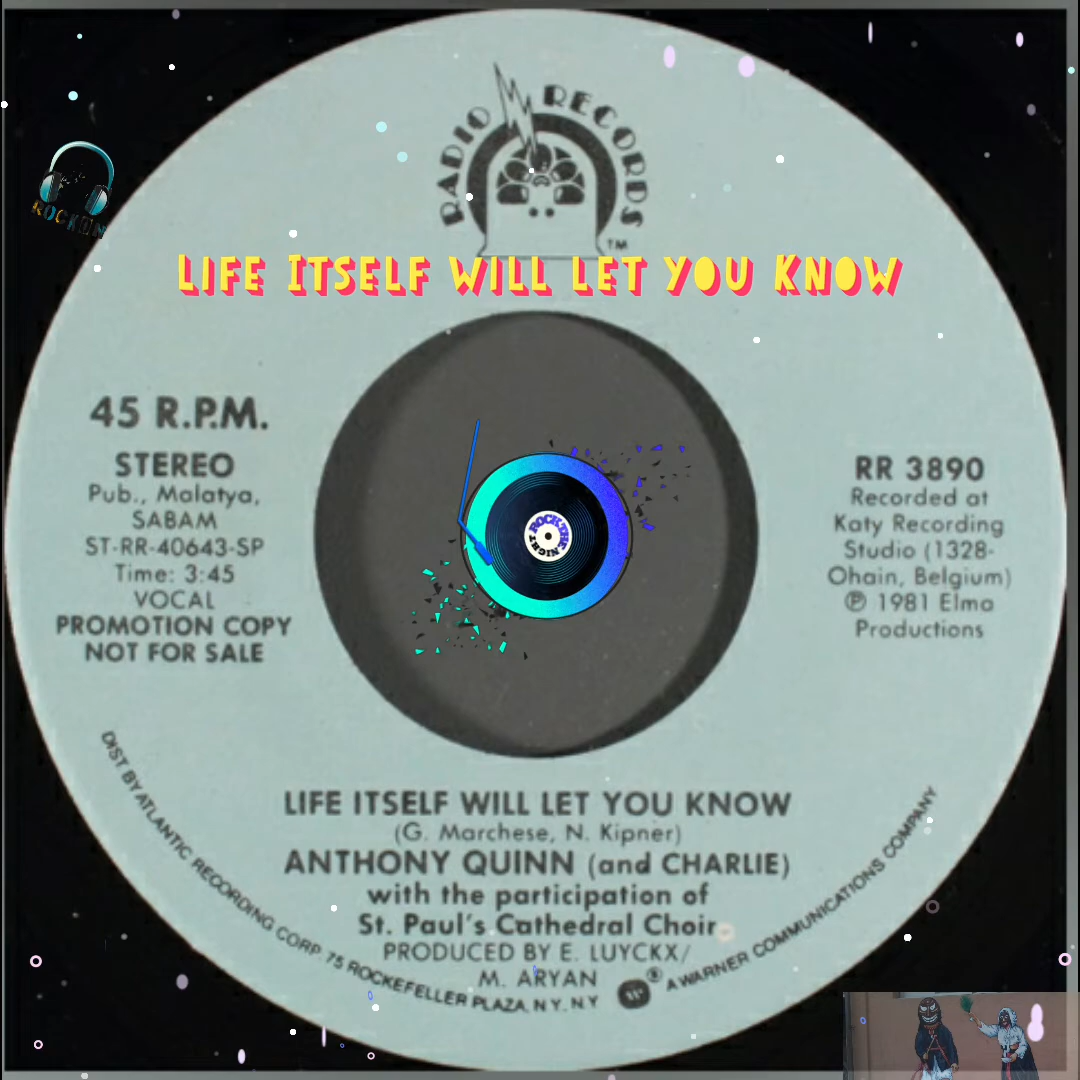 RADIO RECORDS
TM
ROCKON
LIFE ITSELF WILL LET YOU KNOW
45 R.P.M.
STEREO
Pub., Malatya,
SABAM
ST-RR-40643-SP
Time: 3:45
VOCAL
PROMOTION COPY
NOT FOR SALE
ROCK THE NIGHT
RR 3890
Recorded at
Katy Recording
Studio (1328-
Ohain, Belgium)
℗ 1981 Elma
Productions
LIFE ITSELF WILL LET YOU KNOW
(G. Marchese, N. Kipner)
ANTHONY QUINN (and CHARLIE)
with the participation of
St. Paul's Cathedral Choir
PRODUCED BY E. LUYCKX/
M. ARYAN
DIST BY ATLANTIC RECORDING CORP. 75 ROCKEFELLER PLAZA, N.Y. N.Y. ® A WARNER COMMUNICATIONS COMPANY